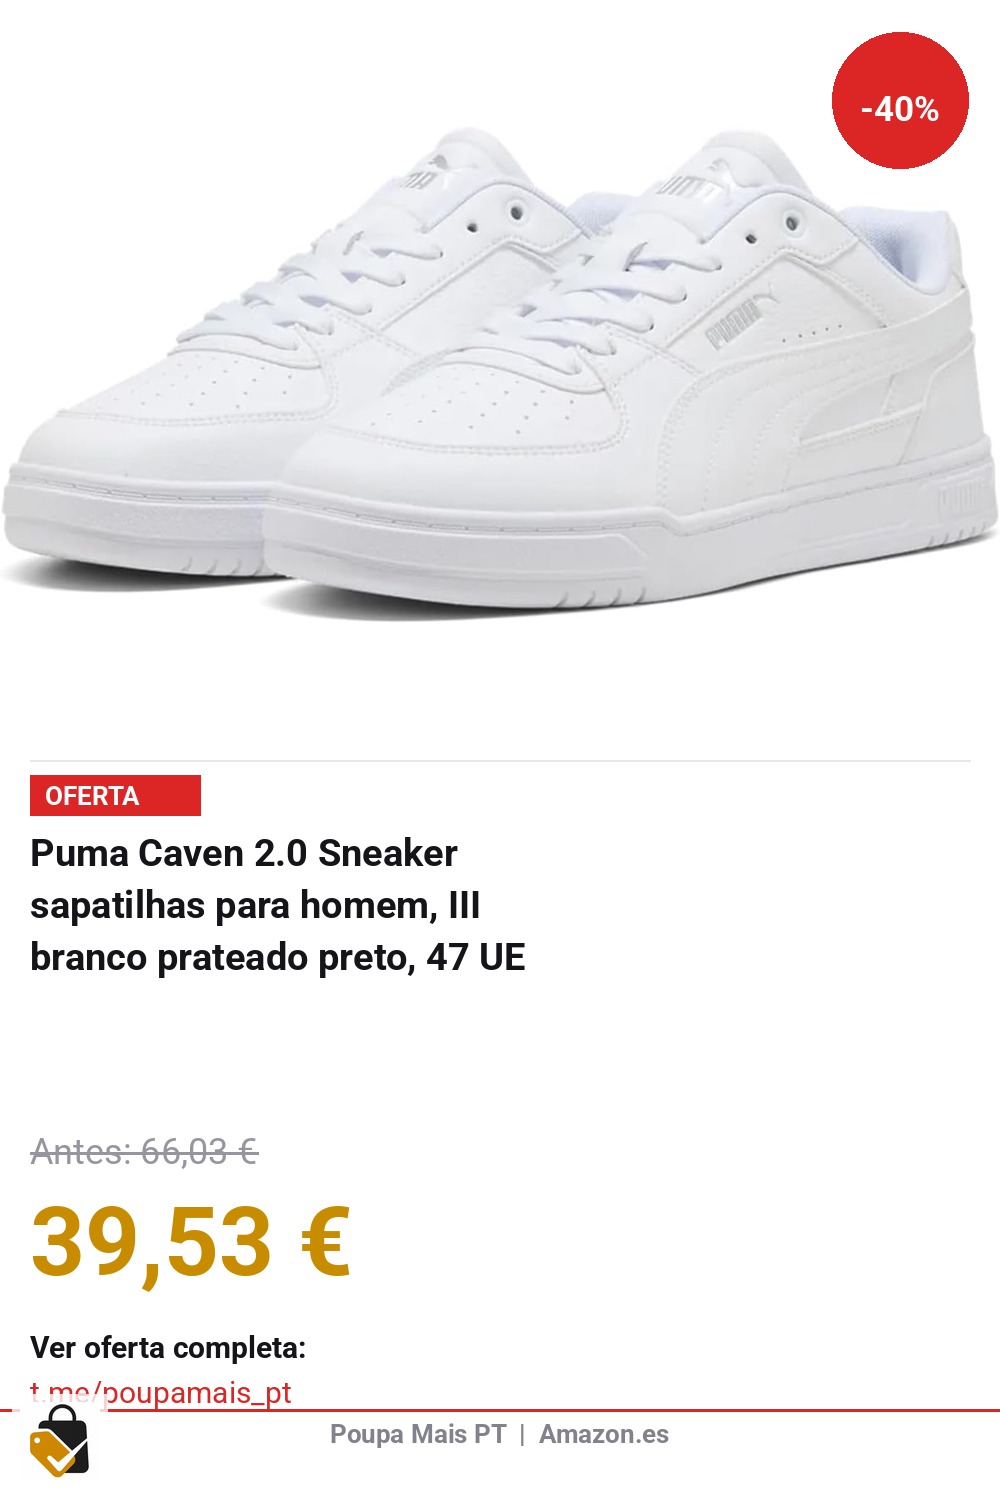 -40%
PUMA
OFERTA
Puma Caven 2.0 Sneaker
sapatilhas para homem, III
branco prateado preto, 47 UE
Antes: 66,03 €
39,53 €
Ver oferta completa:
t.me/poupamais_pt
Poupa Mais PT | Amazon.es